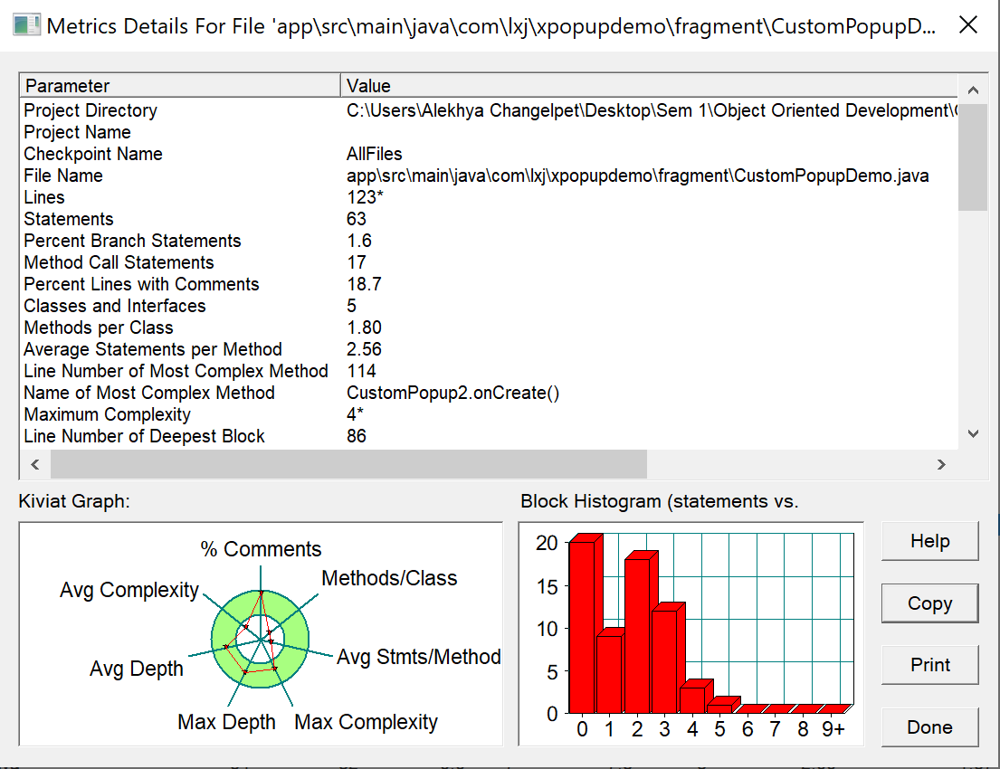 Metrics Details For File 'app\src\main\java\com\lxj\xpopupdemo\fragment\CustomPopupD...
Parameter Value
Project Directory C:\Users\Alekhya Changelpet\Desktop\Sem 1\Object Oriented Development\
Project Name
Checkpoint Name AllFiles
File Name app\src\main\java\com\lxj\xpopupdemo\fragment\CustomPopupDemo.java
Lines 123*
Statements 63
Percent Branch Statements 1.6
Method Call Statements 17
Percent Lines with Comments 18.7
Classes and Interfaces 5
Methods per Class 1.80
Average Statements per Method 2.56
Line Number of Most Complex Method 114
Name of Most Complex Method CustomPopup2.onCreate()
Maximum Complexity 4*
Line Number of Deepest Block 86
Kiviat Graph:
% Comments
Methods/Class
Avg Complexity
Avg Stmts/Method
Avg Depth
Max Depth
Max Complexity
Block Histogram (statements vs.
20
15
10
5
0
0 1 2 3 4 5 6 7 8 9+
Help
Copy
Print
Done